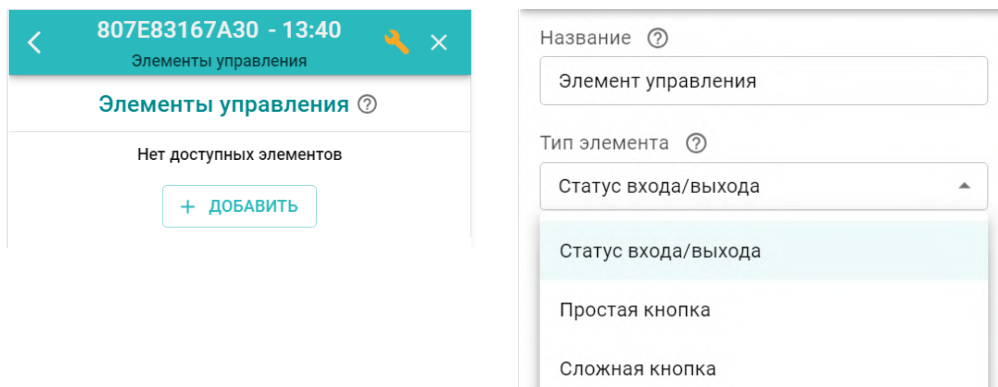 807E83167A30 - 13:40
Элементы управления
Элементы управления
Нет доступных элементов
+ ДОБАВИТЬ
Название
Элемент управления
Тип элемента
Статус входа/выхода
Статус входа/выхода
Простая кнопка
Сложная кнопка